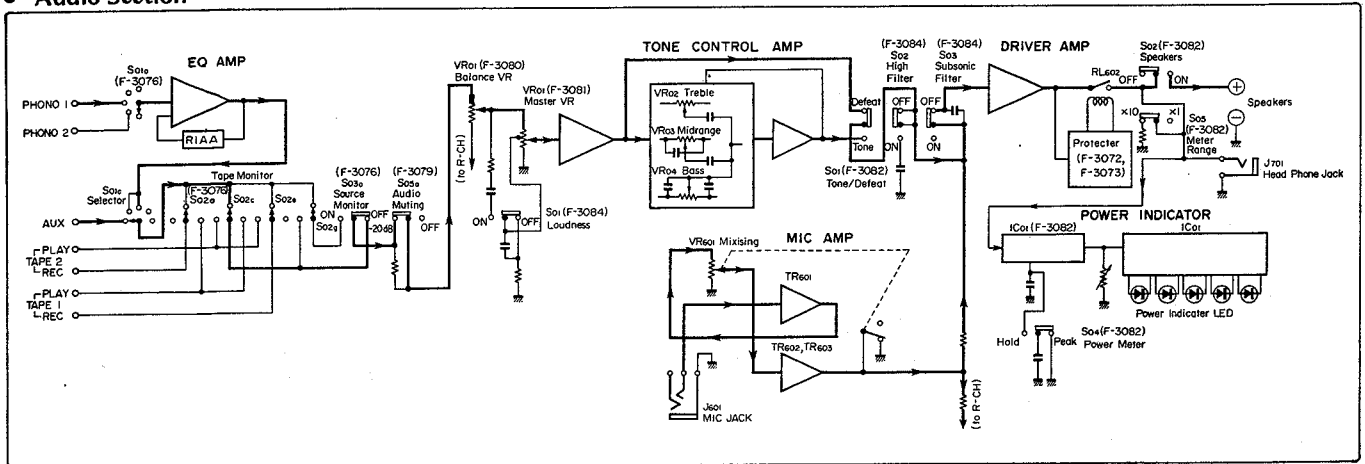 Audio Section
EQ AMP
S01a
(F-3076)
PHONO 1
PHONO 2
RIAA
S01c
Selector
Tape Monitor
(F-3076)
S02a
S02c
S02e
ON
S02g
AUX
PLAY
TAPE 2
REC
PLAY
TAPE 1
REC
(F-3076)
S03a
Source
Monitor
OFF
(F-3079)
S05a
Audio
Muting
-20dB
OFF
VR01 (F-3080)
Balance VR
(to R-CH)
VR01 (F-3081)
Master VR
ON
OFF
S01 (F-3084)
Loudness
TONE CONTROL AMP
VR02 Treble
VR03 Midrange
VR04 Bass
Defeat
Tone
S01 (F-3082)
Tone/Defeat
(F-3084)
S02
High
Filter
OFF
ON
(F-3084)
S03
Subsonic
Filter
OFF
ON
DRIVER AMP
RL602
S02 (F-3082)
Speakers
OFF
ON
Speakers
×10
×1
S05
(F-3082)
Meter
Range
Protecter
(F-3072,
F-3073)
J701
Head Phone Jack
MIC AMP
VR601 Mixising
TR601
TR602, TR603
J601
MIC JACK
(to R-CH)
POWER INDICATOR
IC01 (F-3082)
IC01
Power Indicater LED
Hold
Peak
S04 (F-3082)
Power Meter